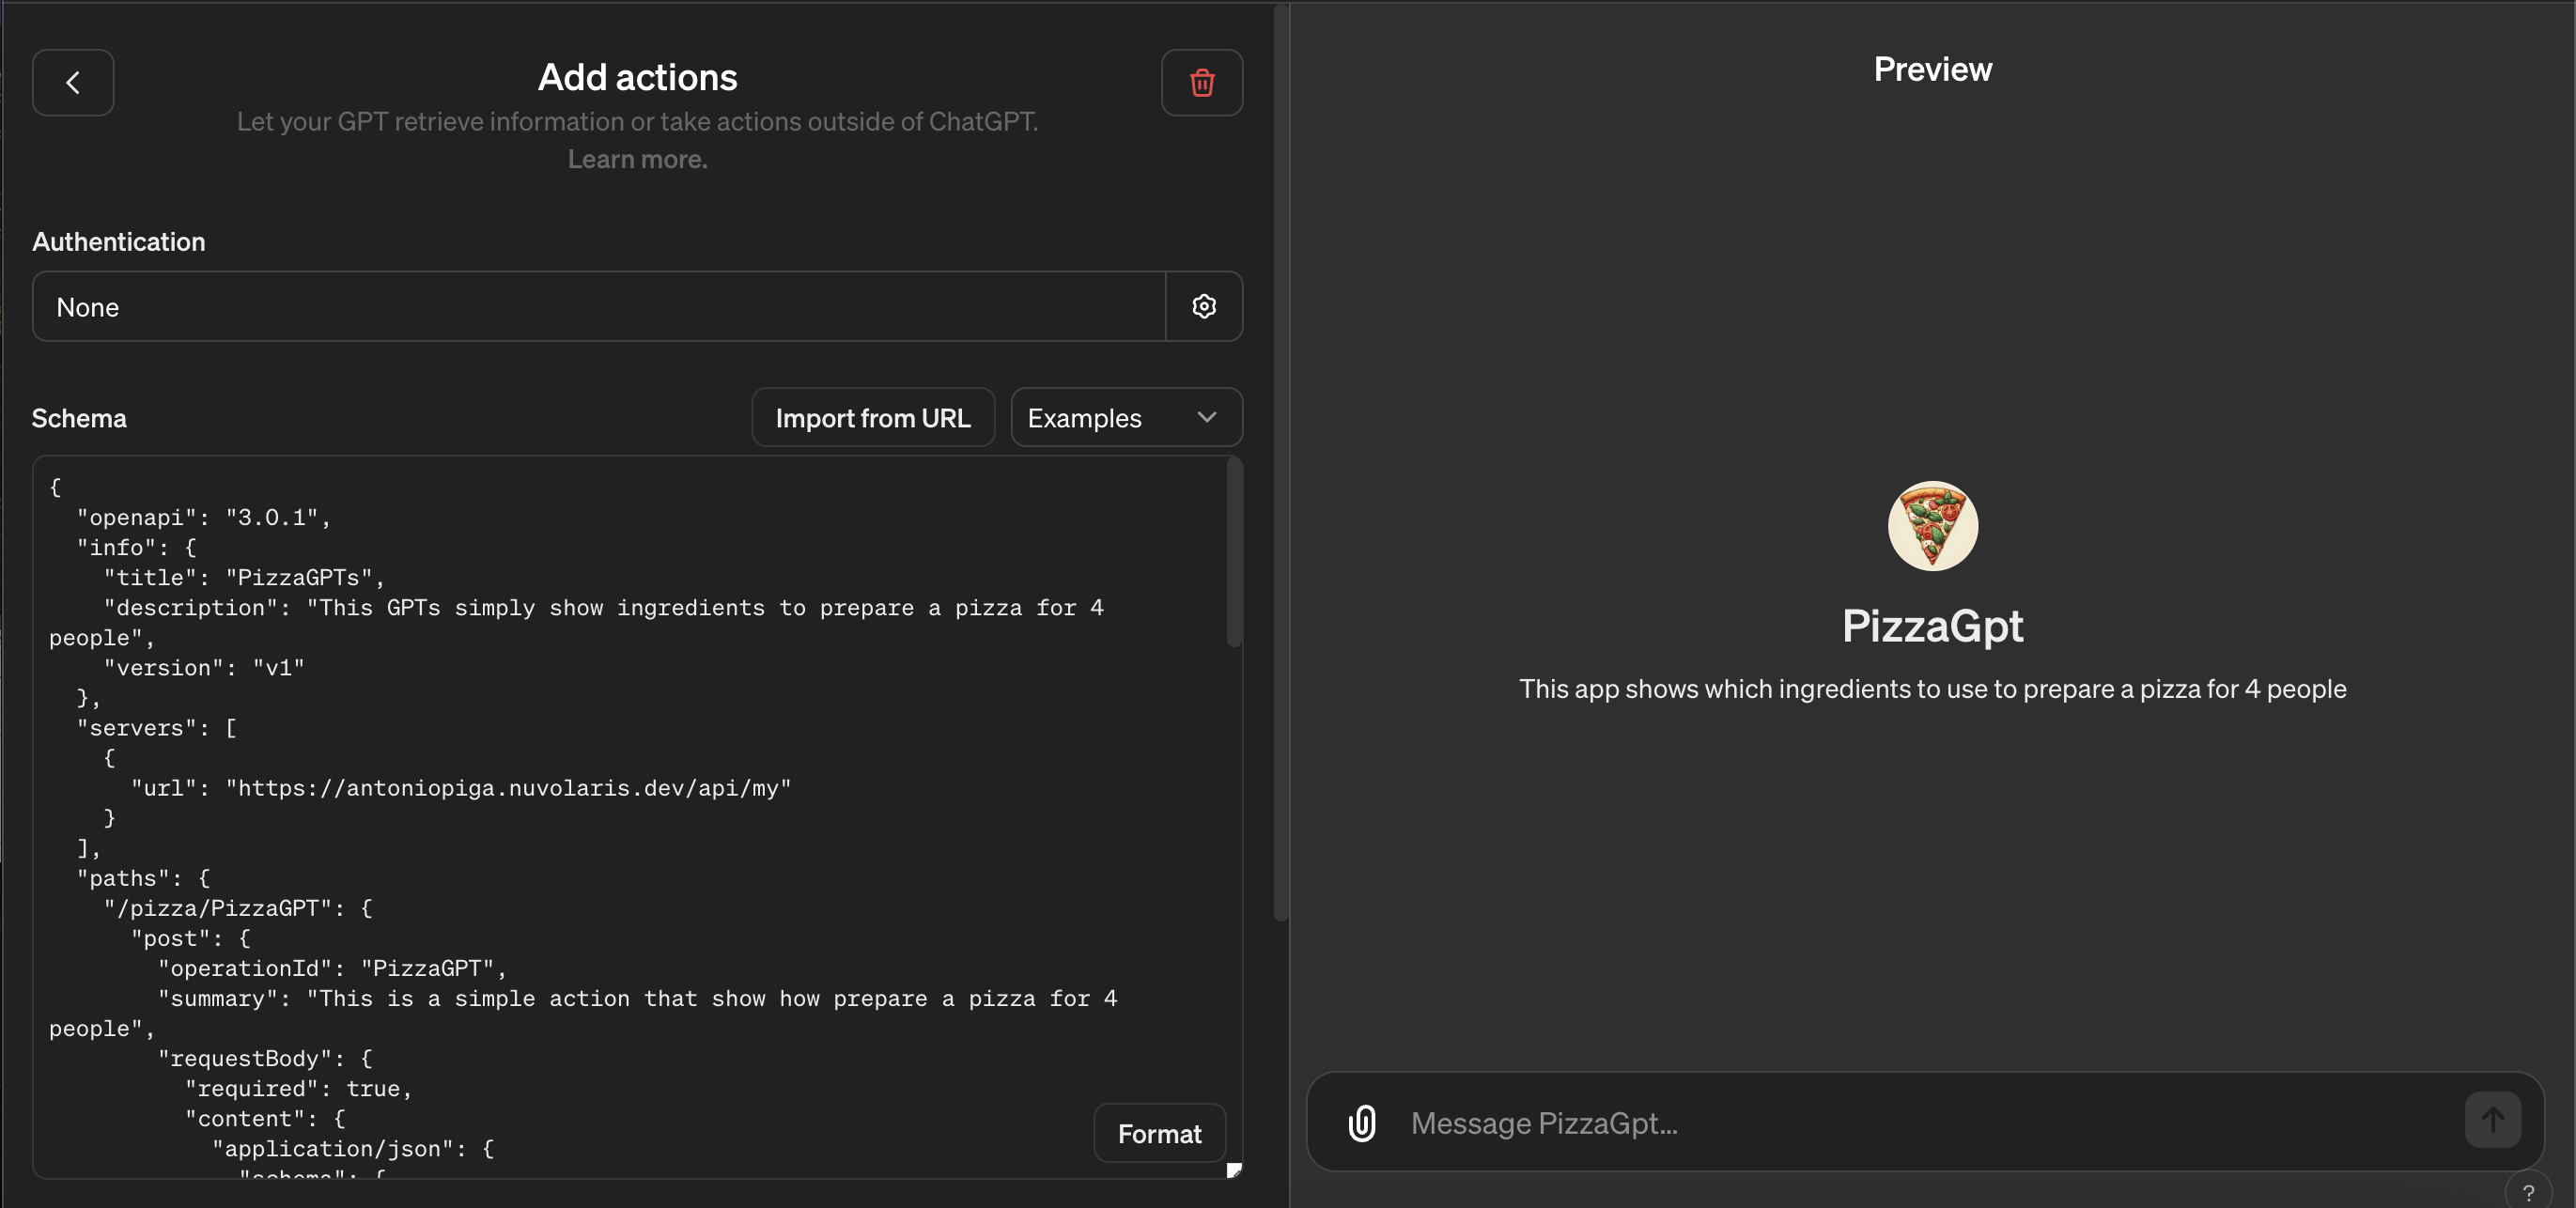 Add actions
Let your GPT retrieve information or take actions outside of ChatGPT.
Learn more.
Authentication
None
Schema
Import from URL
Examples
{
  "openapi": "3.0.1",
  "info": {
    "title": "PizzaGPTs",
    "description": "This GPTs simply show ingredients to prepare a pizza for 4
people",
    "version": "v1"
  },
  "servers": [
    {
      "url": "https://antoniopiga.nuvolaris.dev/api/my"
    }
  ],
  "paths": {
    "/pizza/PizzaGPT": {
      "post": {
        "operationId": "PizzaGPT",
        "summary": "This is a simple action that show how prepare a pizza for 4
people",
        "requestBody": {
          "required": true,
          "content": {
            "application/json": {
              "schema": {
Format
Preview
PizzaGpt
This app shows which ingredients to use to prepare a pizza for 4 people
Message PizzaGpt...
?